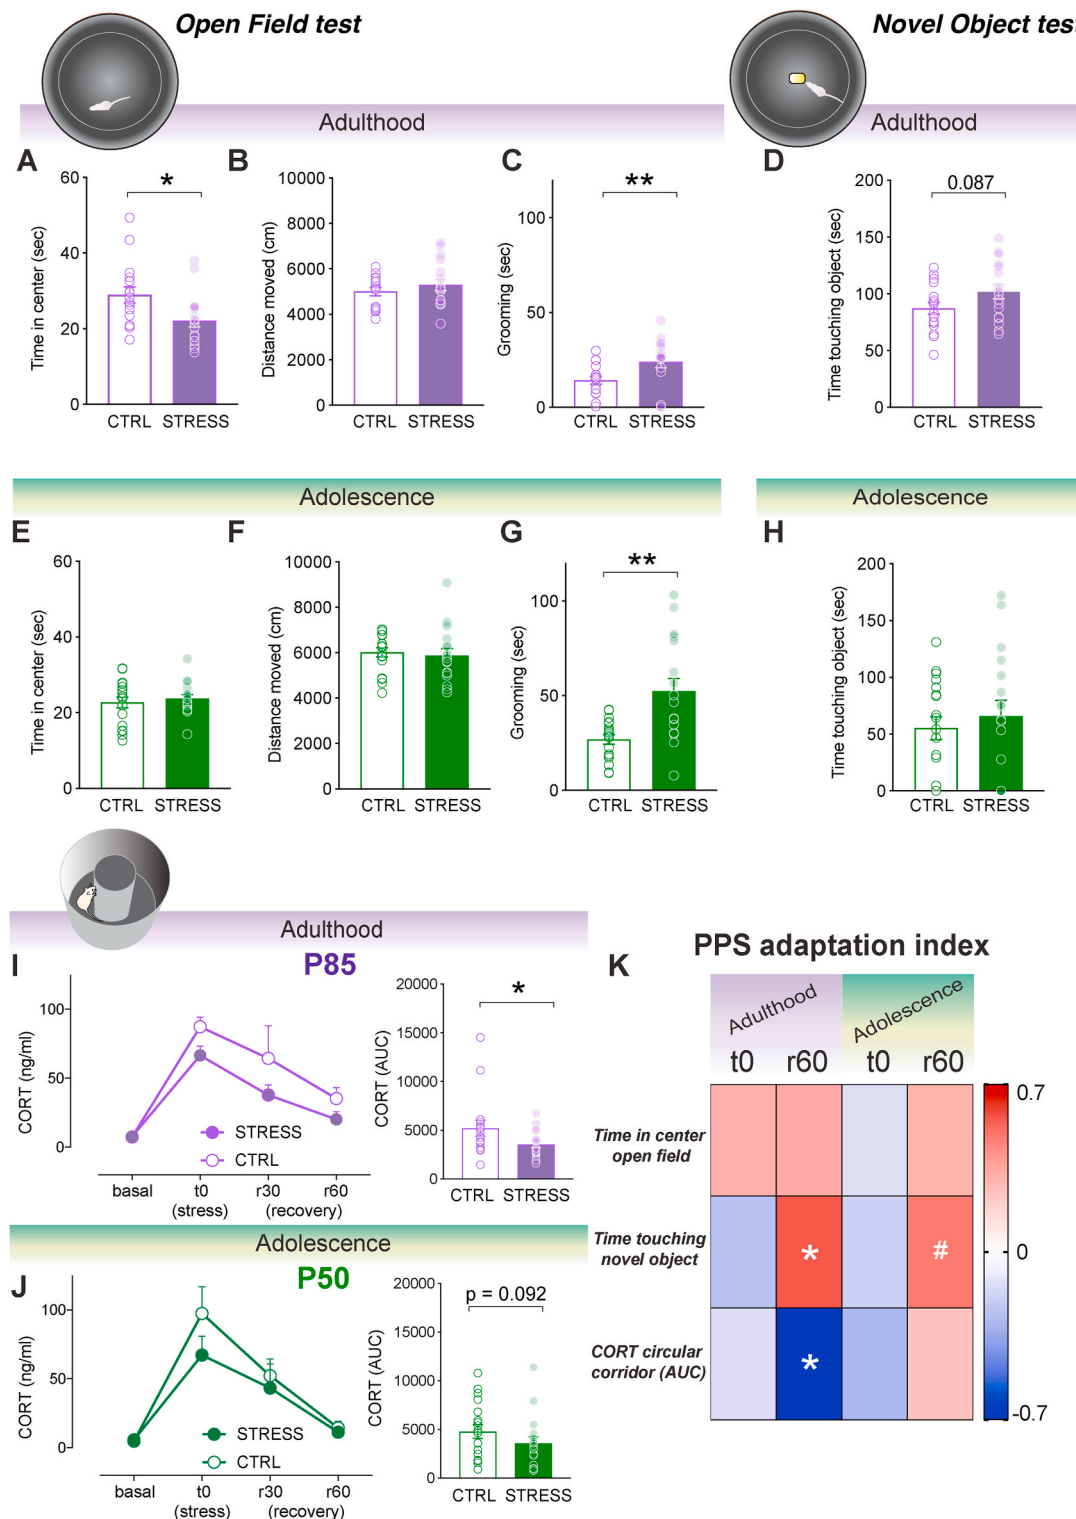 Open Field test
Novel Object test
Adulthood
Adulthood
A
B
C
D
Time in center (sec)
60
40
20
0
*
CTRL STRESS
Distance moved (cm)
10000
8000
6000
4000
2000
0
CTRL STRESS
Grooming (sec)
100
50
0
**
CTRL STRESS
Time touching object (sec)
200
150
100
50
0
0.087
CTRL STRESS
Adolescence
Adolescence
E
F
G
H
Time in center (sec)
60
40
20
0
CTRL STRESS
Distance moved (cm)
10000
8000
6000
4000
2000
0
CTRL STRESS
Grooming (sec)
100
50
0
**
CTRL STRESS
Time touching object (sec)
200
150
100
50
0
CTRL STRESS
Adulthood
I
P85
CORT (ng/ml)
100
50
0
STRESS
CTRL
basal t0 r30 r60
(stress) (recovery)
CORT (AUC)
20000
15000
10000
5000
0
*
CTRL STRESS
Adolescence
J
P50
CORT (ng/ml)
100
50
0
STRESS
CTRL
basal t0 r30 r60
(stress) (recovery)
CORT (AUC)
20000
15000
10000
5000
0
p = 0.092
CTRL STRESS
K
PPS adaptation index
Adulthood
Adolescence
t0 r60 t0 r60
Time in center
open field
Time touching
novel object
* #
CORT circular
corridor (AUC)
*
0.7
0
-0.7